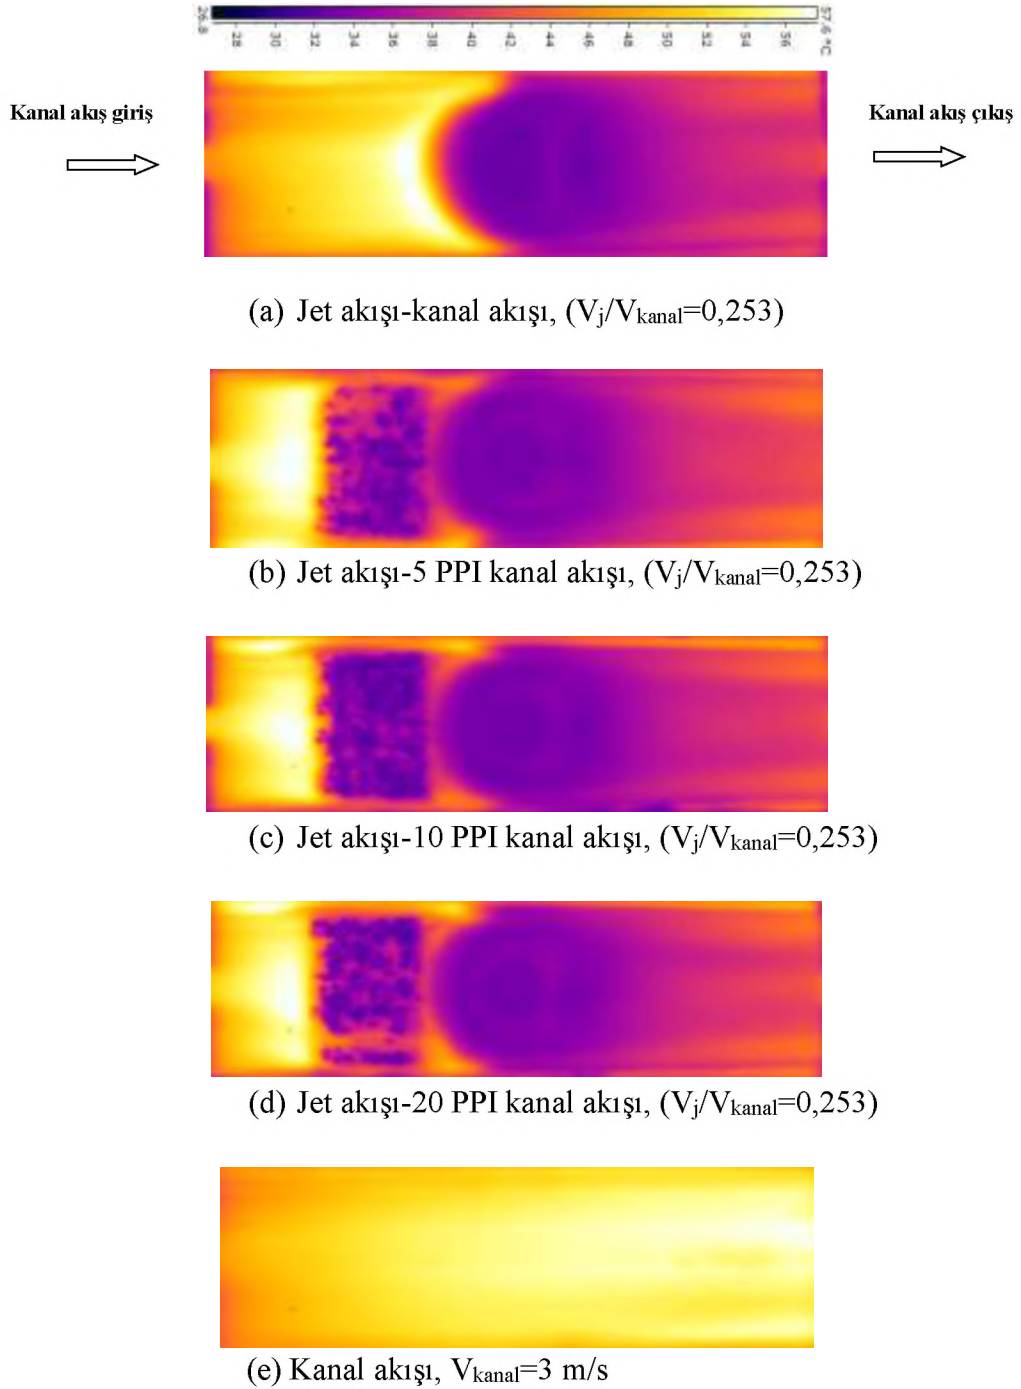 26.8 28 30 32 34 36 38 40 42 44 46 48 50 52 54 56 57.6 °C
Kanal akış giriş
Kanal akış çıkış
(a) Jet akışı-kanal akışı, (Vj/Vkanal=0,253)
(b) Jet akışı-5 PPI kanal akışı, (Vj/Vkanal=0,253)
(c) Jet akışı-10 PPI kanal akışı, (Vj/Vkanal=0,253)
(d) Jet akışı-20 PPI kanal akışı, (Vj/Vkanal=0,253)
(e) Kanal akışı, Vkanal=3 m/s